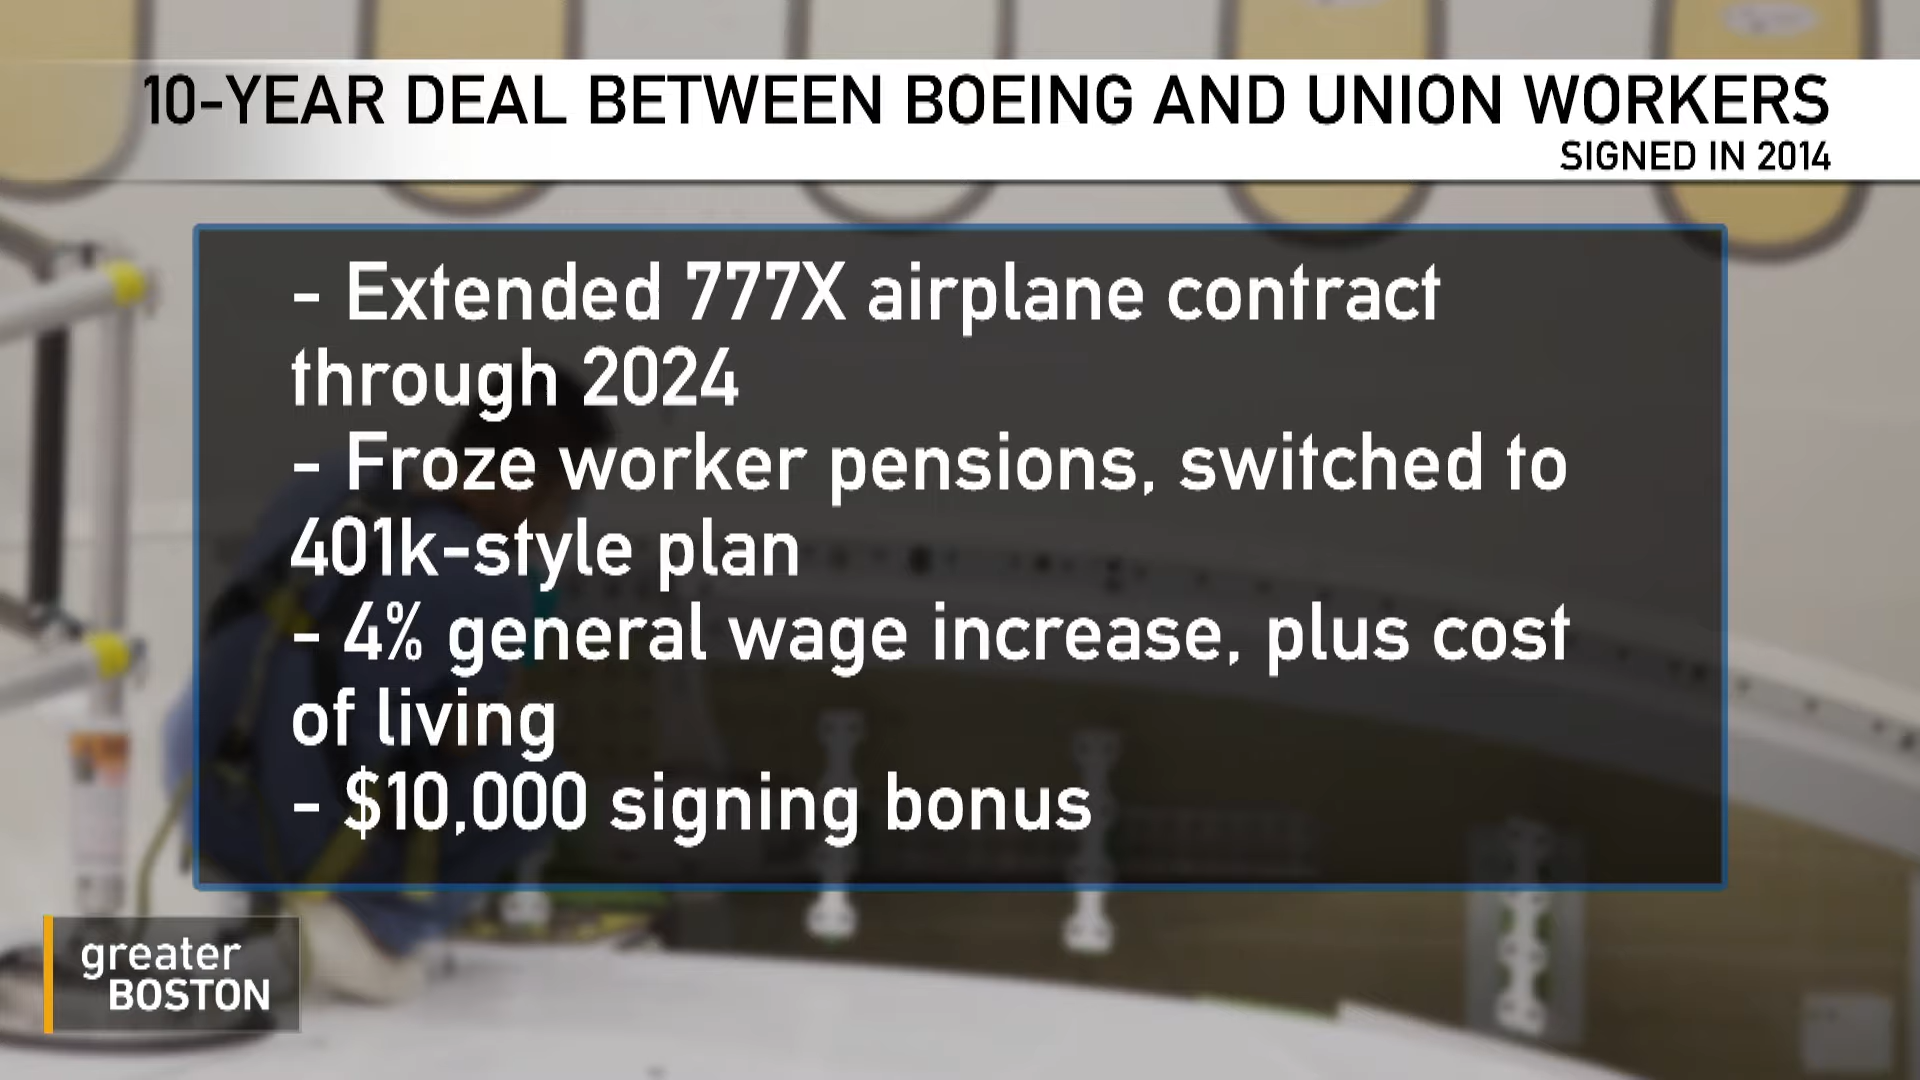 10-YEAR DEAL BETWEEN BOEING AND UNION WORKERS
SIGNED IN 2014
- Extended 777X airplane contract
through 2024
- Froze worker pensions, switched to
401k-style plan
- 4% general wage increase, plus cost
of living
- $10,000 signing bonus
greater
BOSTON